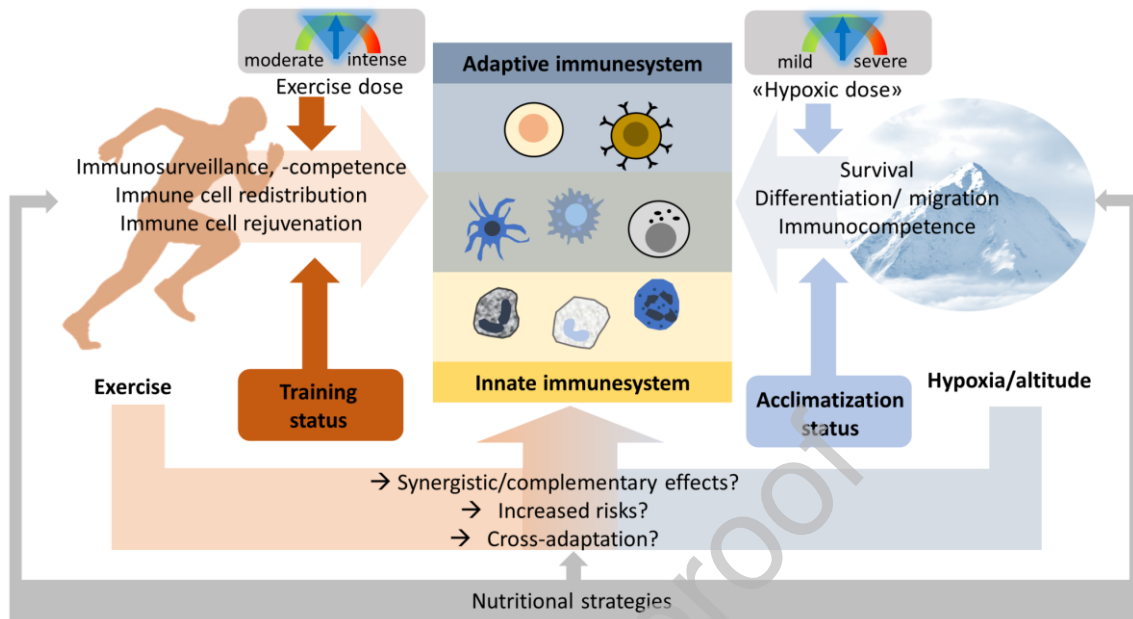 moderate intense
Exercise dose
Adaptive immunesystem
mild severe
«Hypoxic dose»
Immunosurveillance, -competence
Immune cell redistribution
Immune cell rejuvenation
Survival
Differentiation/ migration
Immunocompetence
Exercise
Training
status
Innate immunesystem
Acclimatization
status
Hypoxia/altitude
→ Synergistic/complementary effects?
→ Increased risks?
→ Cross-adaptation?
Nutritional strategies
proof